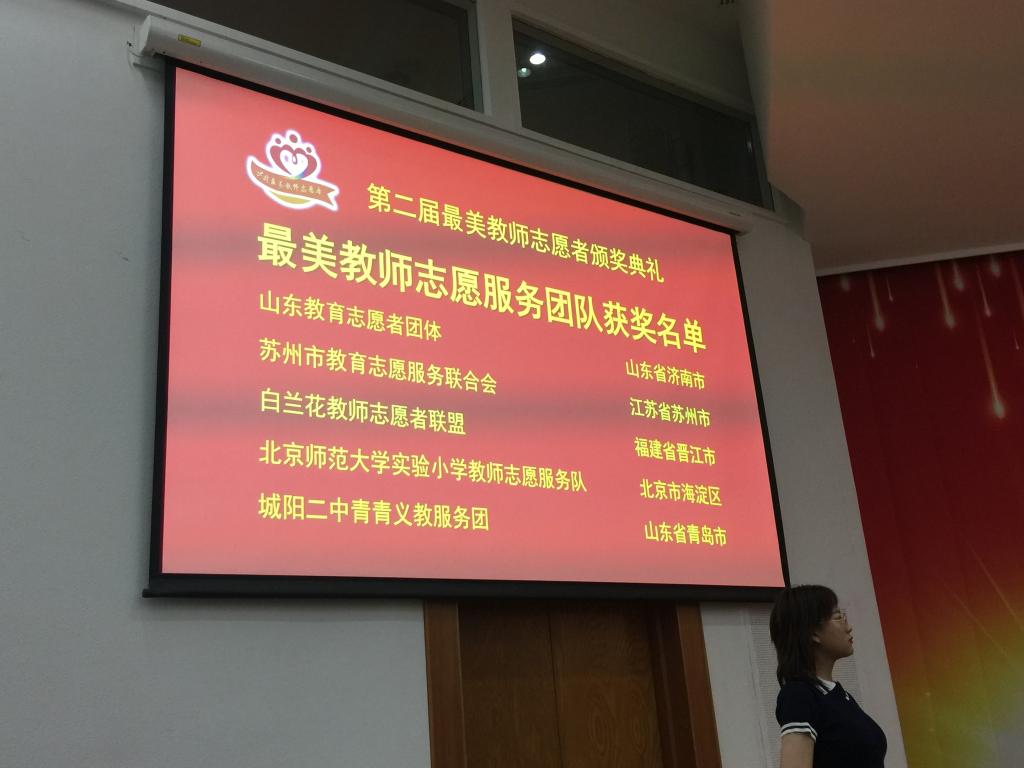 第二届最美教师志愿者颁奖典礼
最美教师志愿服务团队获奖名单
山东教育志愿者团体 山东省济南市
苏州市教育志愿服务联合会 江苏省苏州市
白兰花教师志愿者联盟 福建省晋江市
北京师范大学实验小学教师志愿服务队 北京市海淀区
城阳二中青青义教服务团 山东省青岛市